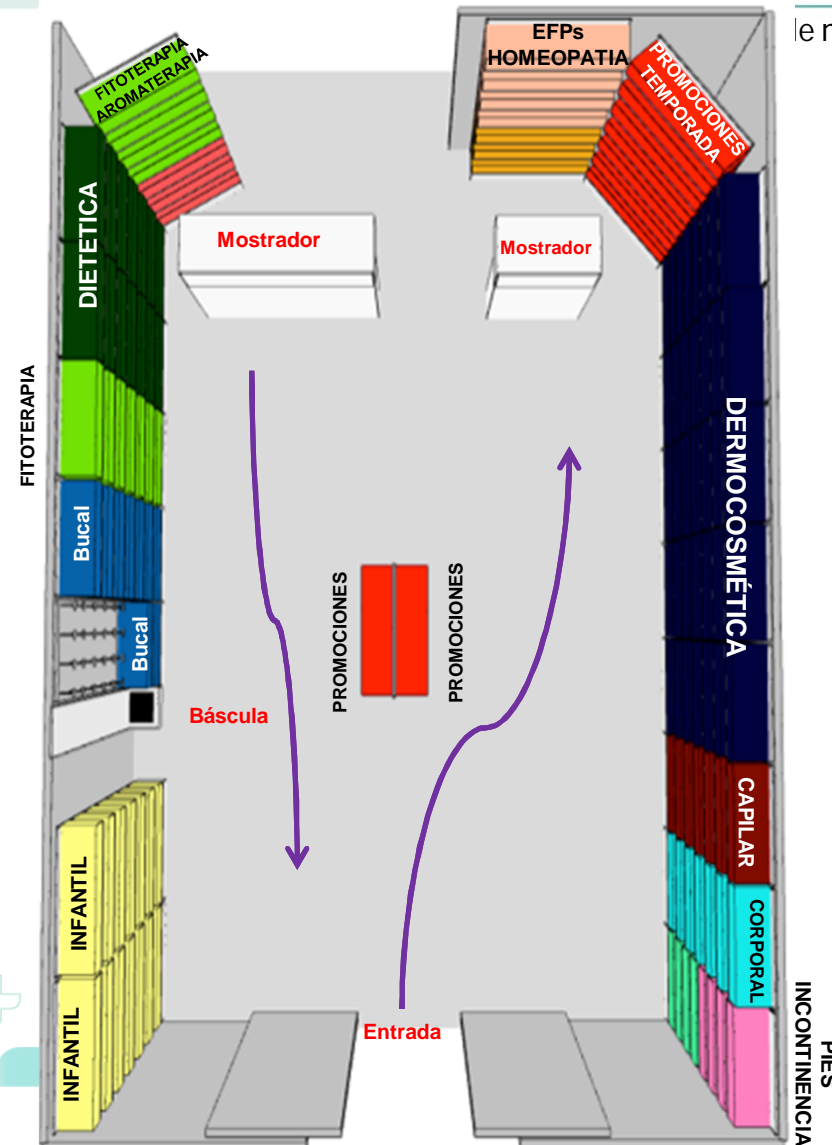 EFPs
HOMEOPATIA
FITOTERAPIA
AROMATERAPIA
PROMOCIONES
TEMPORADA
DIETETICA
Mostrador
Mostrador
FITOTERAPIA
DERMOCOSMÉTICA
Bucal
Bucal
PROMOCIONES
PROMOCIONES
Báscula
CAPILAR
INFANTIL
CORPORAL
INFANTIL
Entrada
PIES
INCONTINENCIA